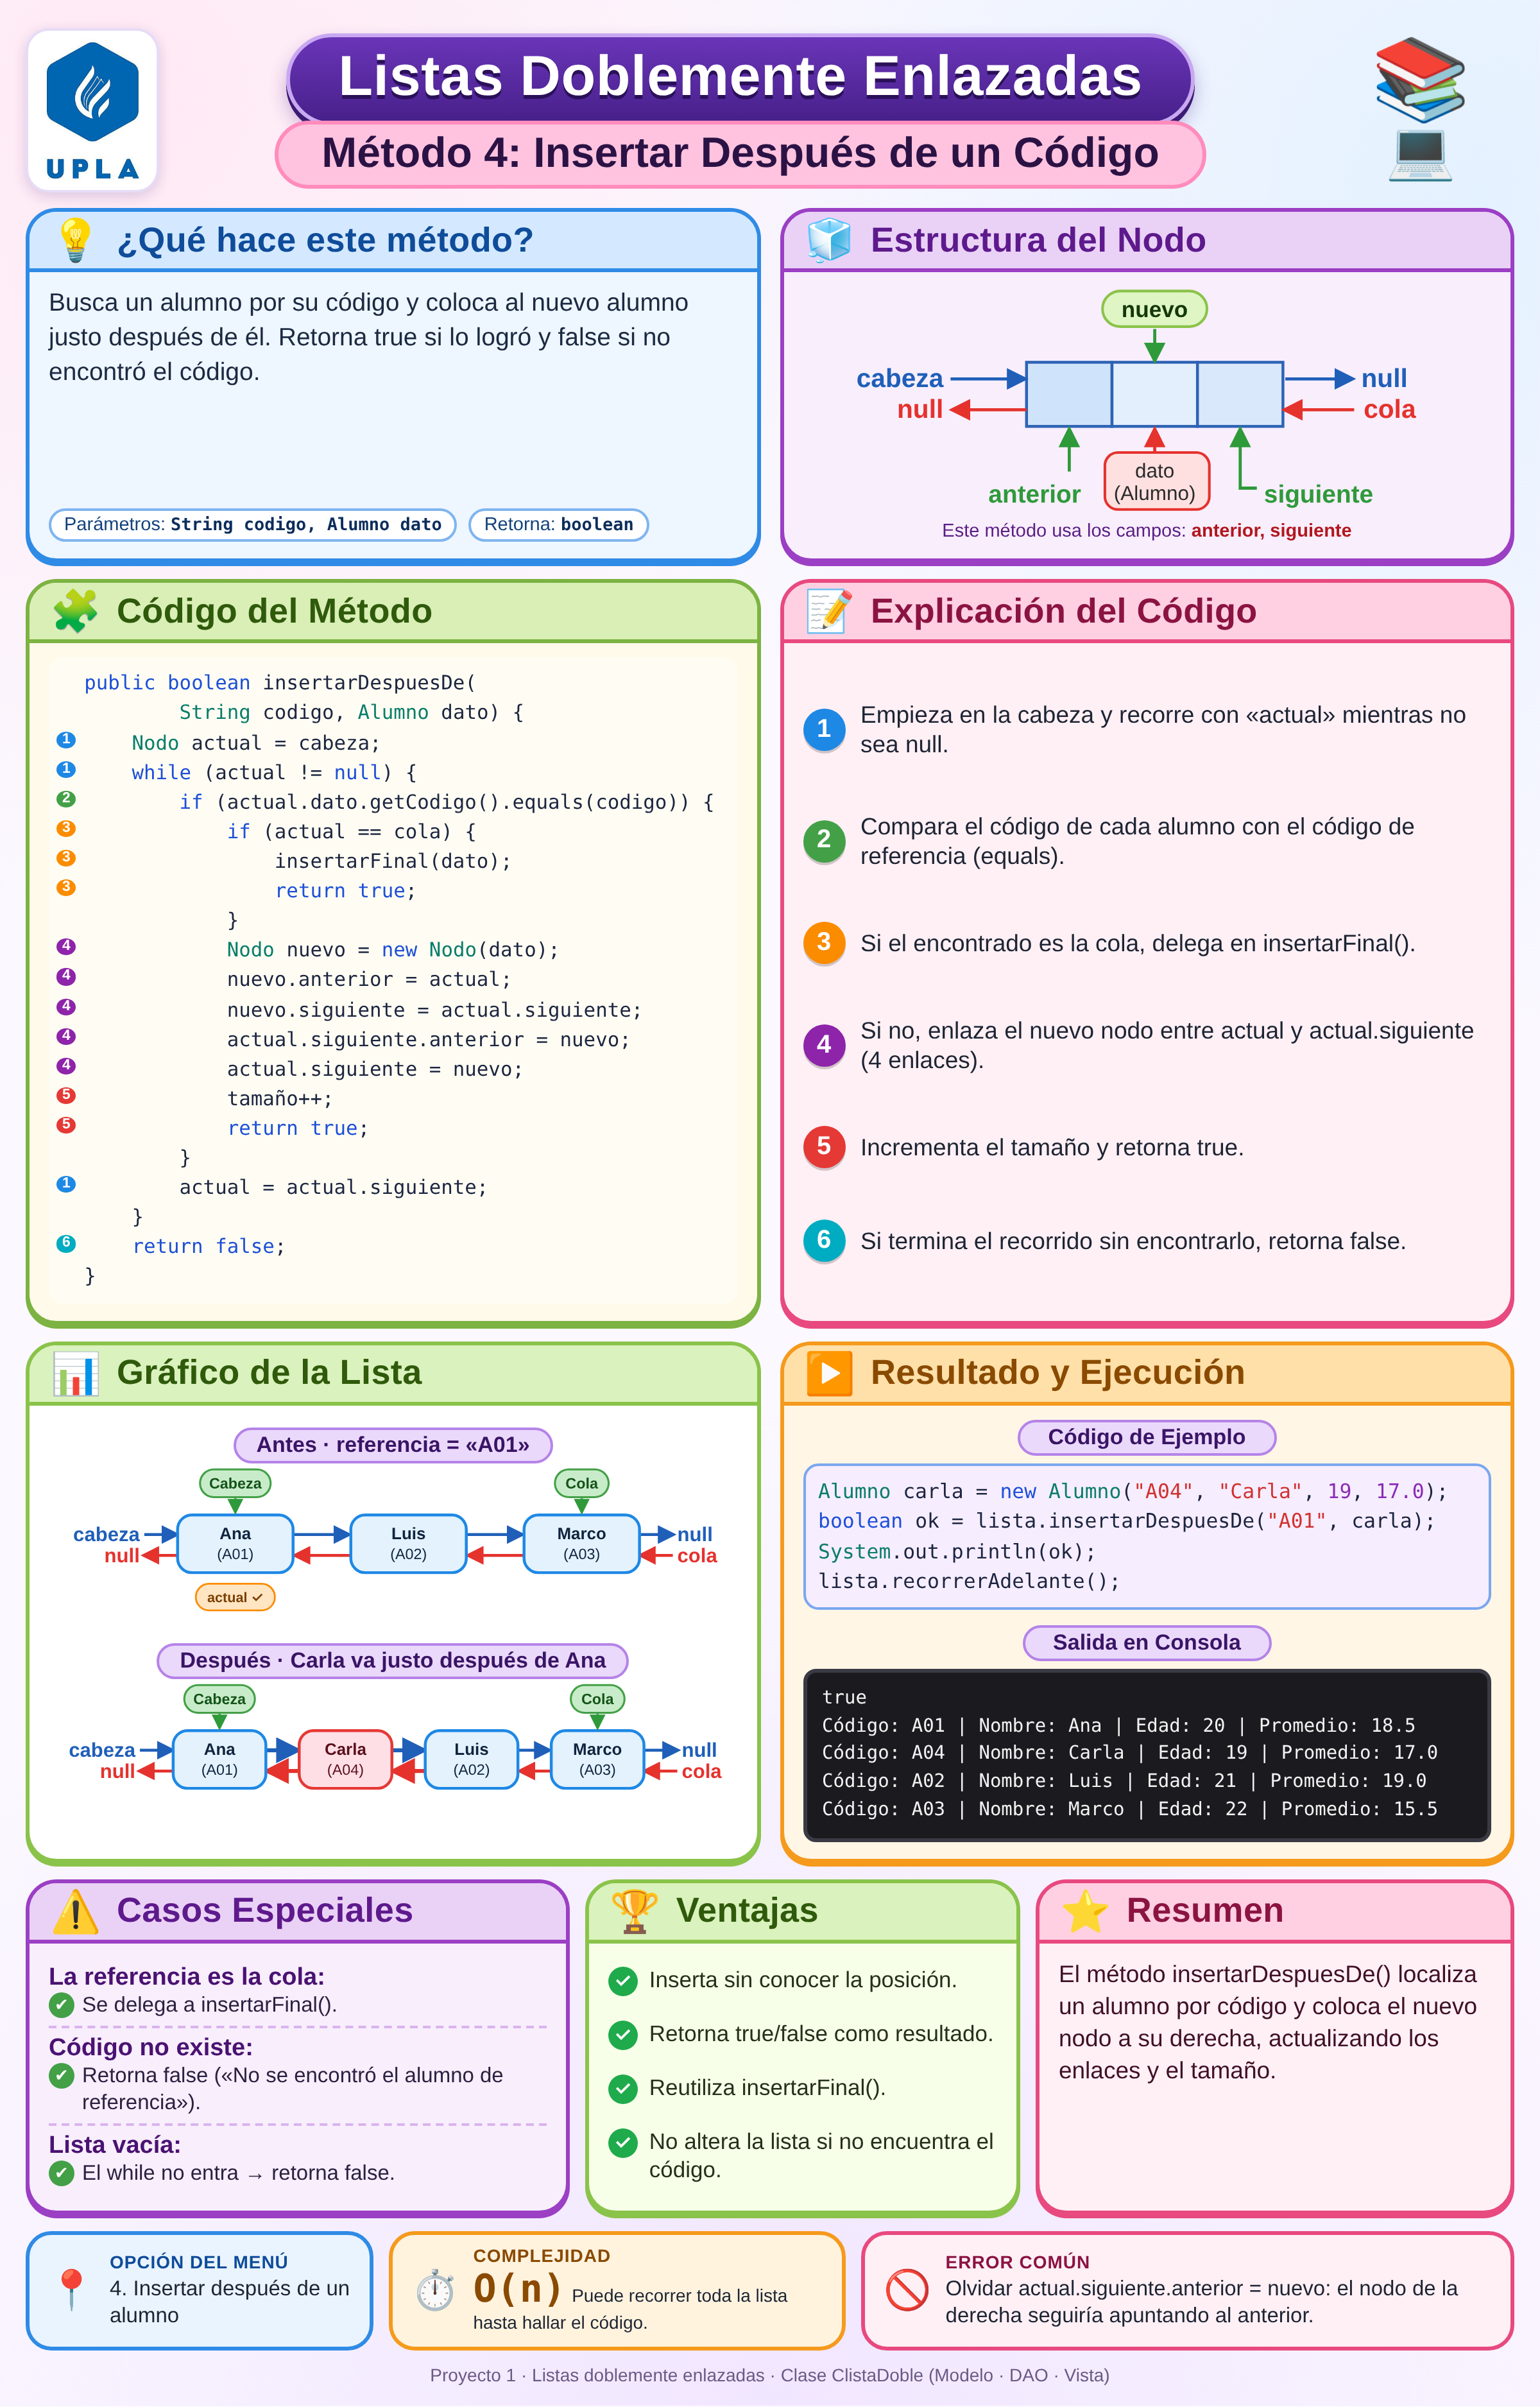 UPLA
Listas Doblemente Enlazadas
Método 4: Insertar Después de un Código
¿Qué hace este método?
Busca un alumno por su código y coloca al nuevo alumno
justo después de él. Retorna true si lo logró y false si no
encontró el código.
Parámetros: String codigo, Alumno dato
Retorna: boolean
Estructura del Nodo
nuevo
cabeza
null
null
cola
anterior
dato
(Alumno)
siguiente
Este método usa los campos: anterior, siguiente
Código del Método
public boolean insertarDespuesDe(
String codigo, Alumno dato) {
1 Nodo actual = cabeza;
1 while (actual != null) {
2 if (actual.dato.getCodigo().equals(codigo)) {
3 if (actual == cola) {
3 insertarFinal(dato);
3 return true;
}
4 Nodo nuevo = new Nodo(dato);
4 nuevo.anterior = actual;
4 nuevo.siguiente = actual.siguiente;
4 actual.siguiente.anterior = nuevo;
4 actual.siguiente = nuevo;
5 tamaño++;
5 return true;
}
1 actual = actual.siguiente;
}
6 return false;
}
Explicación del Código
1 Empieza en la cabeza y recorre con «actual» mientras no
sea null.
2 Compara el código de cada alumno con el código de
referencia (equals).
3 Si el encontrado es la cola, delega en insertarFinal().
4 Si no, enlaza el nuevo nodo entre actual y actual.siguiente
(4 enlaces).
5 Incrementa el tamaño y retorna true.
6 Si termina el recorrido sin encontrarlo, retorna false.
Gráfico de la Lista
Antes · referencia = «A01»
Cabeza
Cola
cabeza
null
Ana
(A01)
Luis
(A02)
Marco
(A03)
null
cola
actual ✓
Después · Carla va justo después de Ana
Cabeza
Cola
cabeza
null
Ana
(A01)
Carla
(A04)
Luis
(A02)
Marco
(A03)
null
cola
Resultado y Ejecución
Código de Ejemplo
Alumno carla = new Alumno("A04", "Carla", 19, 17.0);
boolean ok = lista.insertarDespuesDe("A01", carla);
System.out.println(ok);
lista.recorrerAdelante();
Salida en Consola
true
Código: A01 | Nombre: Ana | Edad: 20 | Promedio: 18.5
Código: A04 | Nombre: Carla | Edad: 19 | Promedio: 17.0
Código: A02 | Nombre: Luis | Edad: 21 | Promedio: 19.0
Código: A03 | Nombre: Marco | Edad: 22 | Promedio: 15.5
Casos Especiales
La referencia es la cola:
Se delega a insertarFinal().
Código no existe:
Retorna false («No se encontró el alumno de
referencia»).
Lista vacía:
El while no entra → retorna false.
Ventajas
Inserta sin conocer la posición.
Retorna true/false como resultado.
Reutiliza insertarFinal().
No altera la lista si no encuentra el
código.
Resumen
El método insertarDespuesDe() localiza
un alumno por código y coloca el nuevo
nodo a su derecha, actualizando los
enlaces y el tamaño.
OPCIÓN DEL MENÚ
4. Insertar después de un
alumno
COMPLEJIDAD
O(n) Puede recorrer toda la lista
hasta hallar el código.
ERROR COMÚN
Olvidar actual.siguiente.anterior = nuevo: el nodo de la
derecha seguiría apuntando al anterior.
Proyecto 1 · Listas doblemente enlazadas · Clase ClistaDoble (Modelo · DAO · Vista)